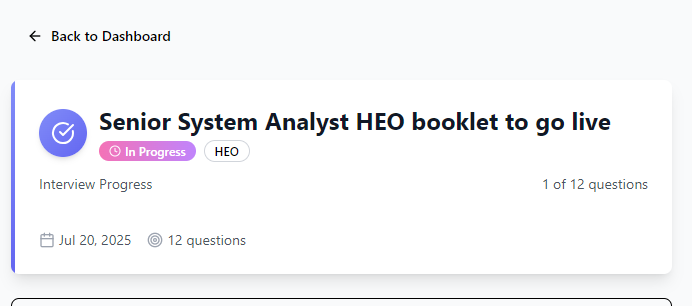 Back to Dashboard
Senior System Analyst HEO booklet to go live
In Progress HEO
Interview Progress 1 of 12 questions
Jul 20, 2025 12 questions